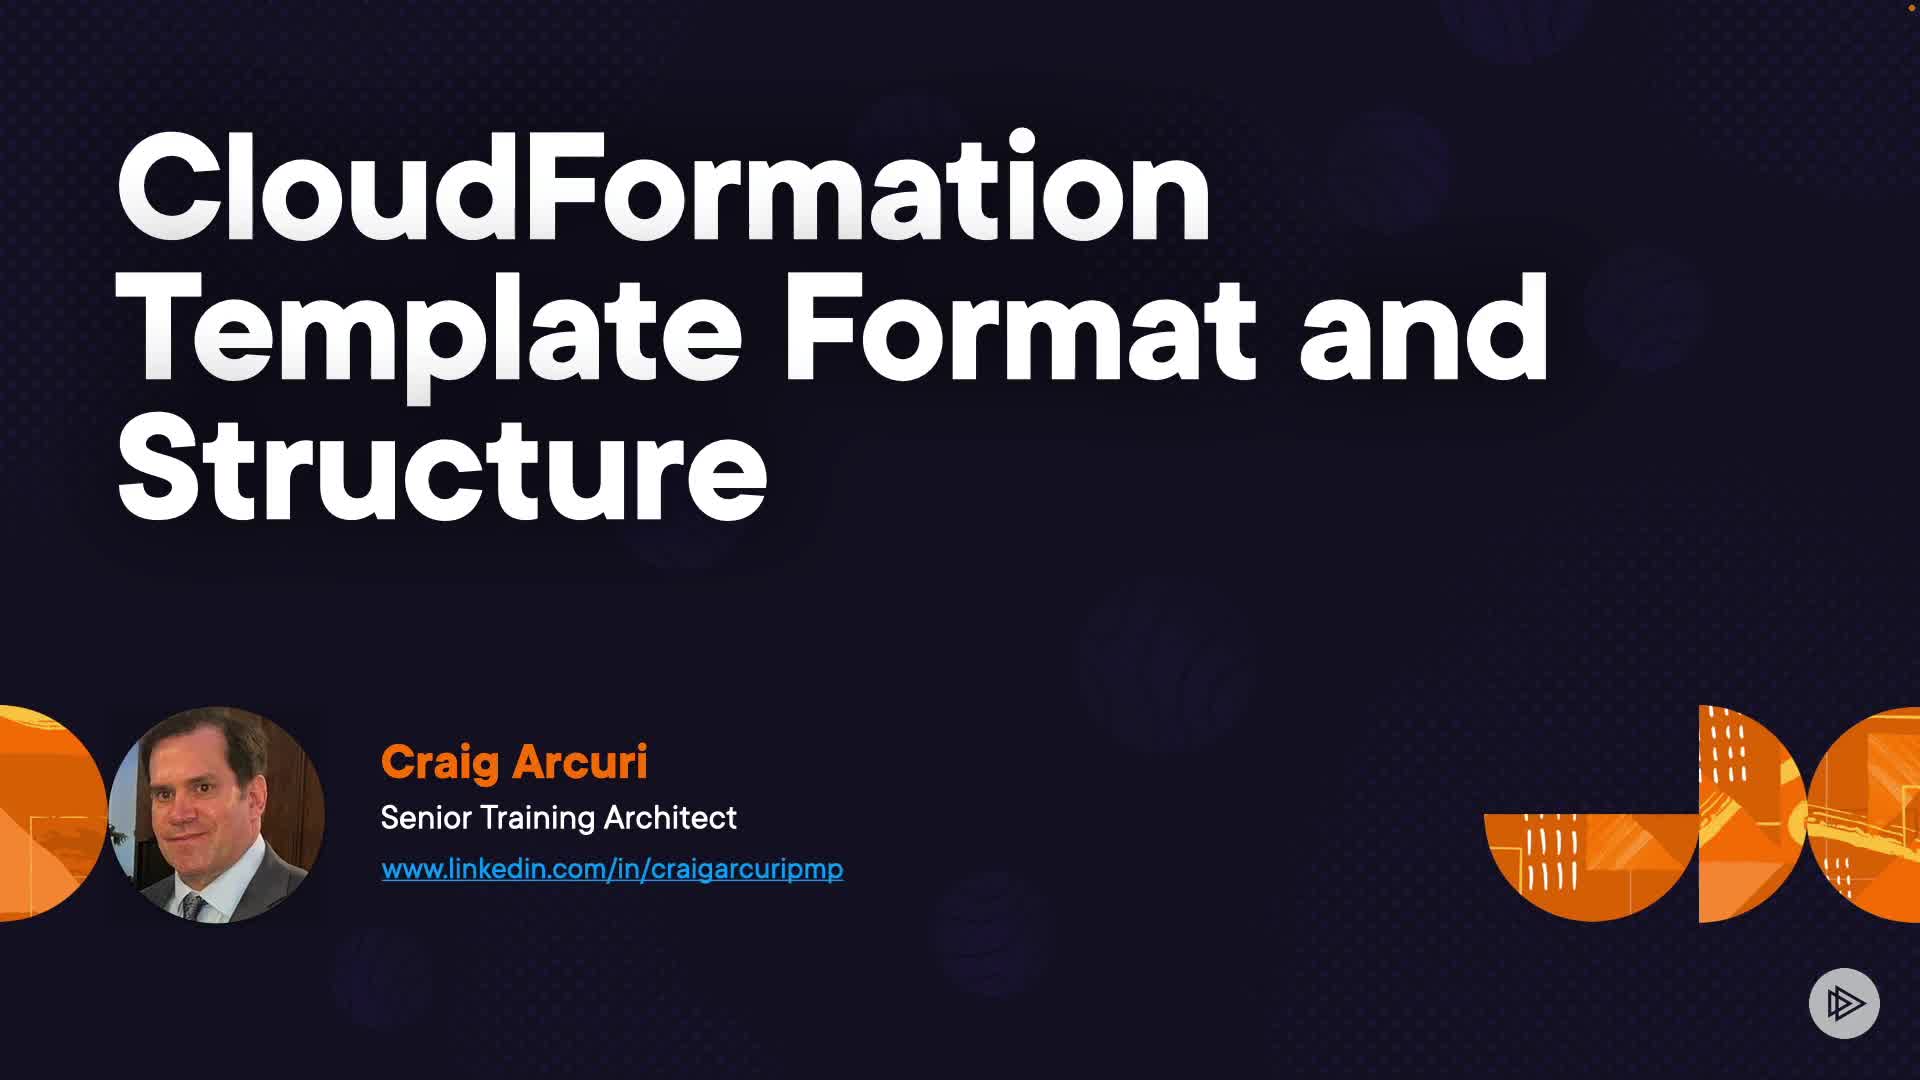 CloudFormation
Template Format and
Structure
Craig Arcuri
Senior Training Architect
www.linkedin.com/in/craigarcuripmp